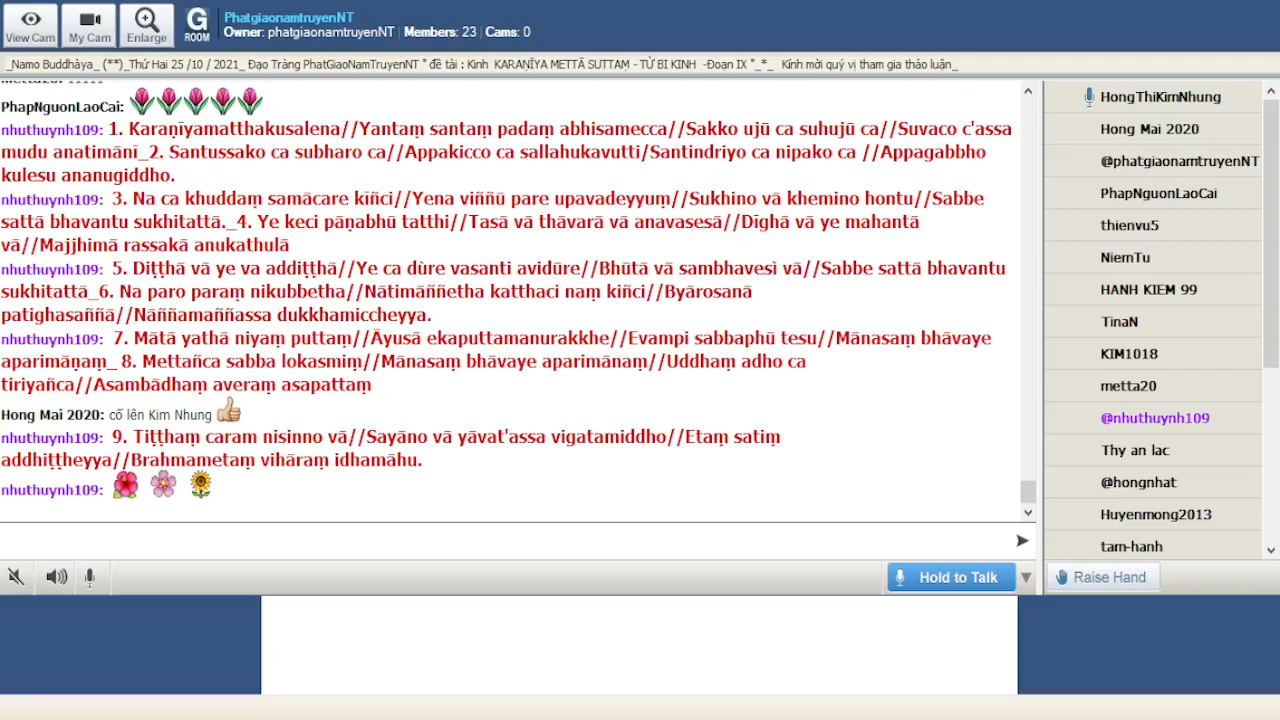 View Cam
My Cam
Enlarge
G
ROOM
PhatgiaonamtruyenNT
Owner: phatgiaonamtruyenNT | Members: 23 | Cams: 0
_Namo Buddhàya_ (**)_Thứ Hai 25 /10 / 2021_ Đạo Tràng PhatGiaoNamTruyenNT " đề tài : Kinh KARAṆĪYA METTĀ SUTTAṂ - TỪ BI KINH -Đoạn IX "_*_ Kính mời quý vị tham gia thảo luận_
PhapNguonLaoCai:
nhuthuynh109: 1. Karaṇīyamatthakusalena//Yantaṃ santaṃ padaṃ abhisamecca//Sakko ujū ca suhujū ca//Suvaco c'assa
mudu anatimānī_2. Santussako ca subharo ca//Appakicco ca sallahukavutti/Santindriyo ca nipako ca //Appagabbho
kulesu ananugiddho.
nhuthuynh109: 3. Na ca khuddaṃ samācare kiñci//Yena viññū pare upavadeyyuṃ//Sukhino vā khemino hontu//Sabbe
sattā bhavantu sukhitattā._4. Ye keci pāṇabhū tatthi//Tasā vā thāvarā vā anavasesā//Dīghā vā ye mahantā
vā//Majjhimā rassakā anukathulā
nhuthuynh109: 5. Diṭṭhā vā ye va addiṭṭhā//Ye ca dùre vasanti avidūre//Bhūtā vā sambhavesì vā//Sabbe sattā bhavantu
sukhitattā_6. Na paro paraṃ nikubbetha//Nātimāññetha katthaci naṃ kiñci//Byārosanā
patighasaññā//Nāññamaññassa dukkhamiccheyya.
nhuthuynh109: 7. Mātā yathā niyaṃ puttaṃ//Āyusā ekaputtamanurakkhe//Evampi sabbaphū tesu//Mānasaṃ bhāvaye
aparimāṇaṃ_ 8. Mettañca sabba lokasmiṃ//Mānasaṃ bhāvaye aparimānaṃ//Uddhaṃ adho ca
tiriyañca//Asambādhaṃ averaṃ asapattaṃ
Hong Mai 2020: cố lên Kim Nhung
nhuthuynh109: 9. Tiṭṭhaṃ caram nisinno vā//Sayāno vā yāvat'assa vigatamiddho//Etaṃ satiṃ
addhiṭṭheyya//Brahmametaṃ vihāraṃ idhamāhu.
nhuthuynh109:
Hold to Talk
HongThiKimNhung
Hong Mai 2020
@phatgiaonamtruyenNT
PhapNguonLaoCai
thienvu5
NiemTu
HANH KIEM 99
TinaN
KIM1018
metta20
@nhuthuynh109
Thy an lac
@hongnhat
Huyenmong2013
tam-hanh
Raise Hand